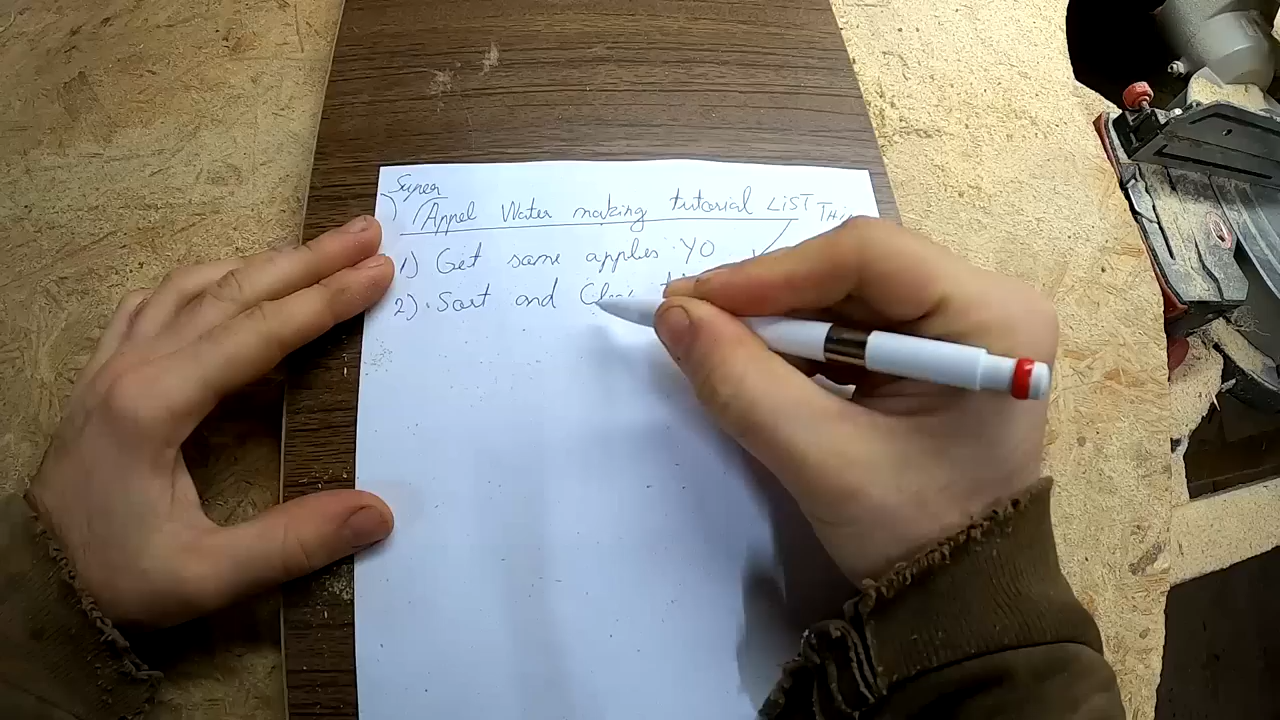 Super
Appel Water making tutorial LIST
1) Get some apples YO
2). Sort and